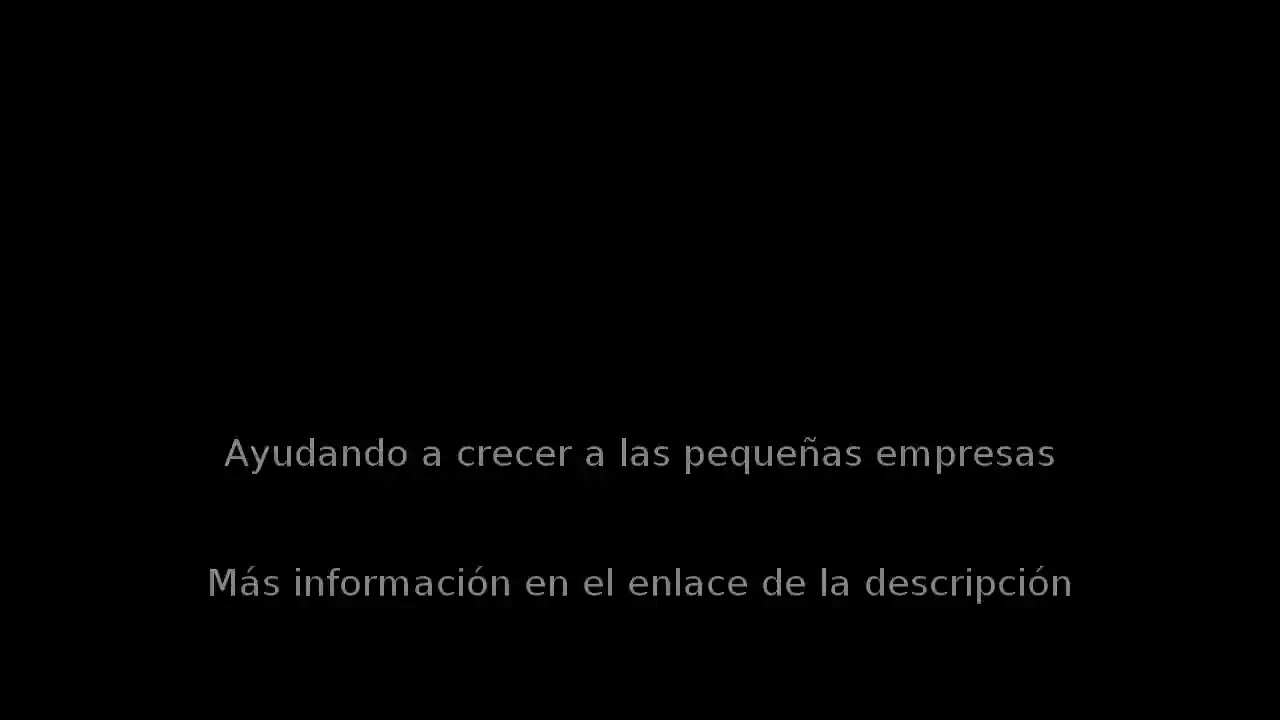 Ayudando a crecer a las pequeñas empresas
Más información en el enlace de la descripción